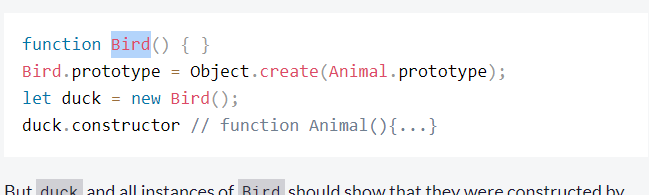 function Bird() { }
Bird.prototype = Object.create(Animal.prototype);
let duck = new Bird();
duck.constructor // function Animal(){...}
But duck and all instances of Bird should show that they were constructed by